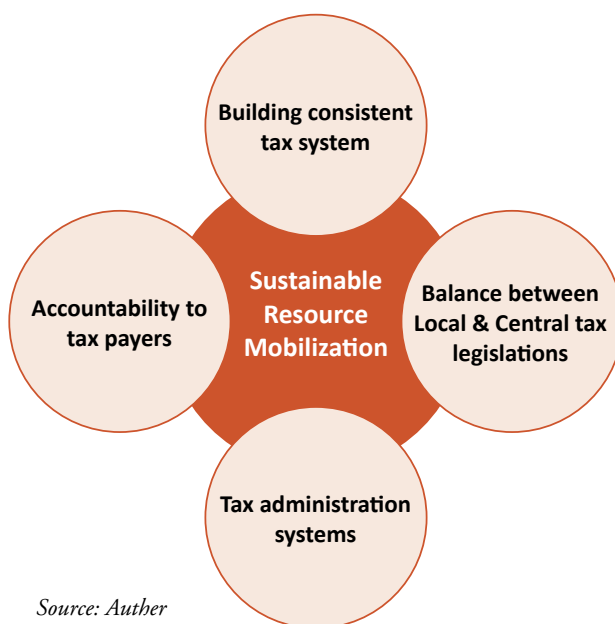 Building consistent
tax system
Accountability to
tax payers
Sustainable
Resource
Mobilization
Balance between
Local & Central tax
legislations
Tax administration
systems
Source: Auther